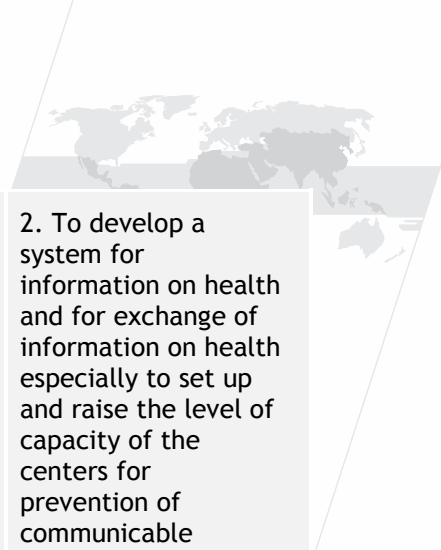 2. To develop a
system for
information on health
and for exchange of
information on health
especially to set up
and raise the level of
capacity of the
centers for
prevention of
communicable